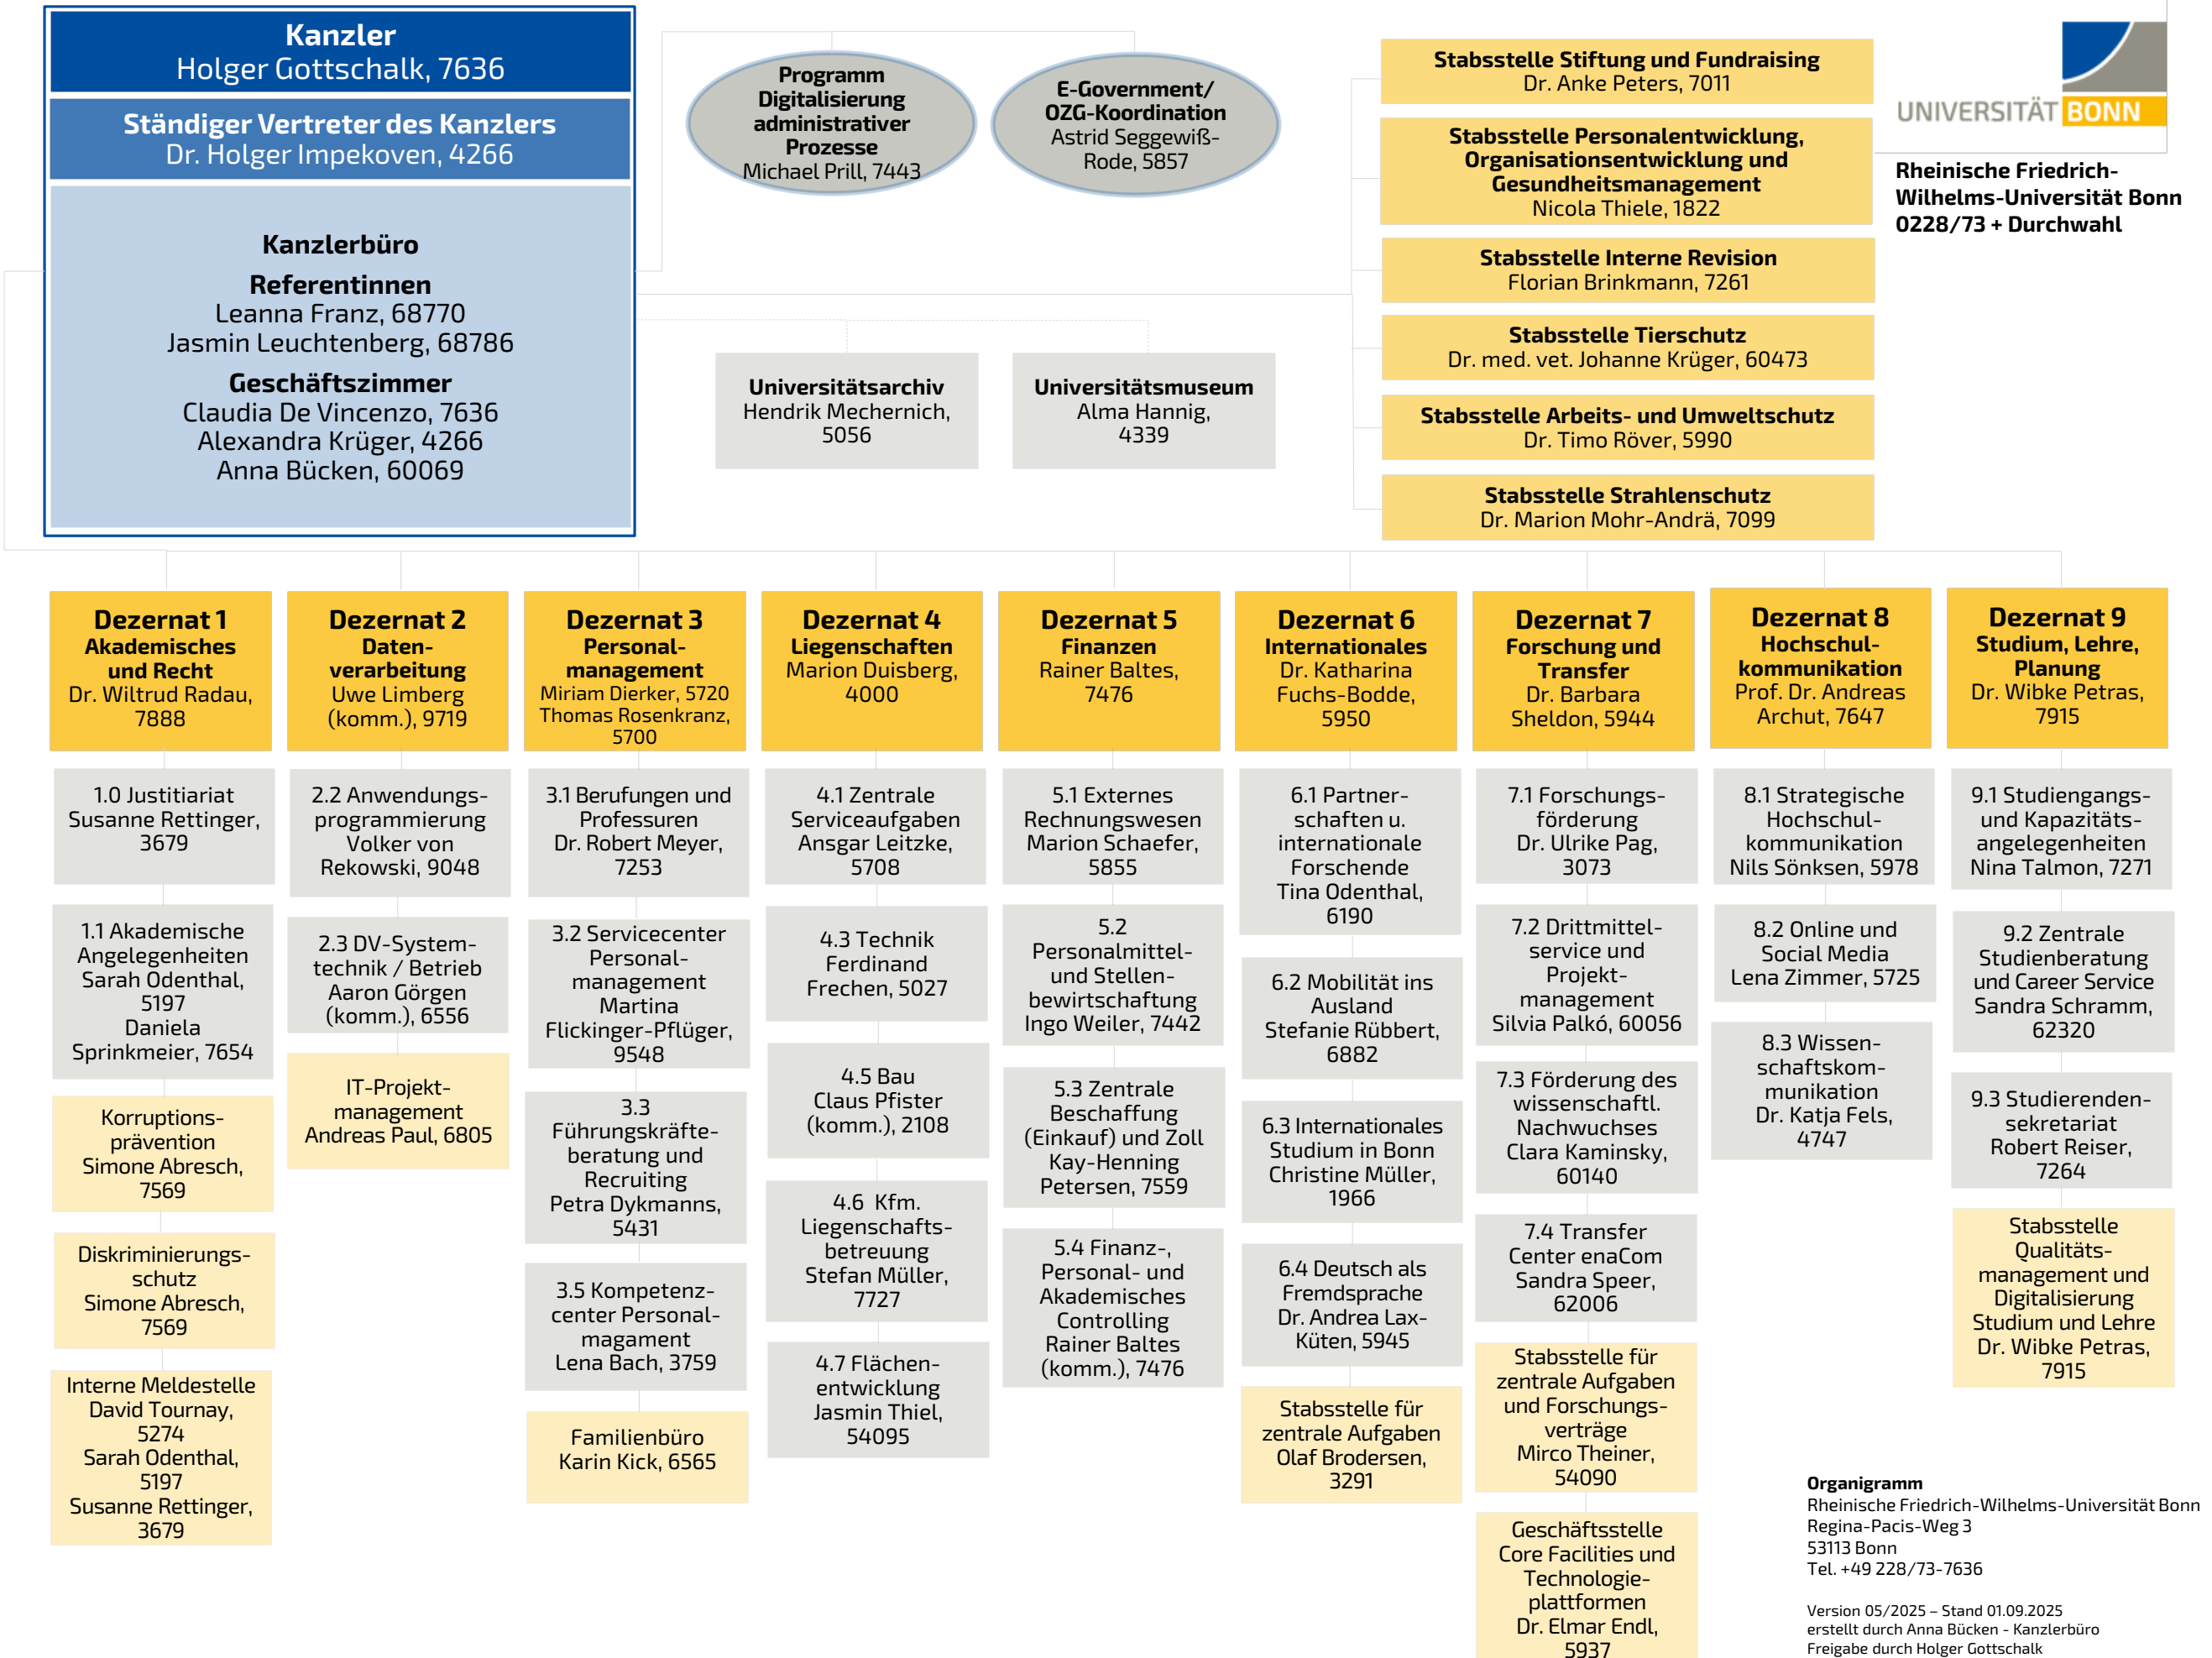 Kanzler
Holger Gottschalk, 7636
Ständiger Vertreter des Kanzlers
Dr. Holger Impekoven, 4266
Kanzlerbüro
Referentinnen
Leanna Franz, 68770
Jasmin Leuchtenberg, 68786
Geschäftszimmer
Claudia De Vincenzo, 7636
Alexandra Krüger, 4266
Anna Bücken, 60069
Programm
Digitalisierung
administrativer
Prozesse
Michael Prill, 7443
E-Government/
OZG-Koordination
Astrid Seggewiß-
Rode, 5857
Universitätsarchiv
Hendrik Mechernich,
5056
Universitätsmuseum
Alma Hannig,
4339
Stabsstelle Stiftung und Fundraising
Dr. Anke Peters, 7011
Stabsstelle Personalentwicklung,
Organisationsentwicklung und
Gesundheitsmanagement
Nicola Thiele, 1822
Stabsstelle Interne Revision
Florian Brinkmann, 7261
Stabsstelle Tierschutz
Dr. med. vet. Johanne Krüger, 60473
Stabsstelle Arbeits- und Umweltschutz
Dr. Timo Röver, 5990
Stabsstelle Strahlenschutz
Dr. Marion Mohr-Andrä, 7099
UNIVERSITÄT BONN
Rheinische Friedrich-
Wilhelms-Universität Bonn
0228/73 + Durchwahl
Dezernat 1
Akademisches
und Recht
Dr. Wiltrud Radau,
7888
1.0 Justitiariat
Susanne Rettinger,
3679
1.1 Akademische
Angelegenheiten
Sarah Odenthal,
5197
Daniela
Sprinkmeier, 7654
Korruptions-
prävention
Simone Abresch,
7569
Diskriminierungs-
schutz
Simone Abresch,
7569
Interne Meldestelle
David Tournay,
5274
Sarah Odenthal,
5197
Susanne Rettinger,
3679
Dezernat 2
Daten-
verarbeitung
Uwe Limberg
(komm.), 9719
2.2 Anwendungs-
programmierung
Volker von
Rekowski, 9048
2.3 DV-System-
technik / Betrieb
Aaron Görgen
(komm.), 6556
IT-Projekt-
management
Andreas Paul, 6805
Dezernat 3
Personal-
management
Miriam Dierker, 5720
Thomas Rosenkranz,
5700
3.1 Berufungen und
Professuren
Dr. Robert Meyer,
7253
3.2 Servicecenter
Personal-
management
Martina
Flickinger-Pflüger,
9548
3.3
Führungskräfte-
beratung und
Recruiting
Petra Dykmanns,
5431
3.5 Kompetenz-
center Personal-
magament
Lena Bach, 3759
Familienbüro
Karin Kick, 6565
Dezernat 4
Liegenschaften
Marion Duisberg,
4000
4.1 Zentrale
Serviceaufgaben
Ansgar Leitzke,
5708
4.3 Technik
Ferdinand
Frechen, 5027
4.5 Bau
Claus Pfister
(komm.), 2108
4.6 Kfm.
Liegenschafts-
betreuung
Stefan Müller,
7727
4.7 Flächen-
entwicklung
Jasmin Thiel,
54095
Dezernat 5
Finanzen
Rainer Baltes,
7476
5.1 Externes
Rechnungswesen
Marion Schaefer,
5855
5.2
Personalmittel-
und Stellen-
bewirtschaftung
Ingo Weiler, 7442
5.3 Zentrale
Beschaffung
(Einkauf) und Zoll
Kay-Henning
Petersen, 7559
5.4 Finanz-,
Personal- und
Akademisches
Controlling
Rainer Baltes
(komm.), 7476
Dezernat 6
Internationales
Dr. Katharina
Fuchs-Bodde,
5950
6.1 Partner-
schaften u.
internationale
Forschende
Tina Odenthal,
6190
6.2 Mobilität ins
Ausland
Stefanie Rübbert,
6882
6.3 Internationales
Studium in Bonn
Christine Müller,
1966
6.4 Deutsch als
Fremdsprache
Dr. Andrea Lax-
Küten, 5945
Stabsstelle für
zentrale Aufgaben
Olaf Brodersen,
3291
Dezernat 7
Forschung und
Transfer
Dr. Barbara
Sheldon, 5944
7.1 Forschungs-
förderung
Dr. Ulrike Pag,
3073
7.2 Drittmittel-
service und
Projekt-
management
Silvia Palkó, 60056
7.3 Förderung des
wissenschaftl.
Nachwuchses
Clara Kaminsky,
60140
7.4 Transfer
Center enaCom
Sandra Speer,
62006
Stabsstelle für
zentrale Aufgaben
und Forschungs-
verträge
Mirco Theiner,
54090
Geschäftsstelle
Core Facilities und
Technologie-
plattformen
Dr. Elmar Endl,
5937
Dezernat 8
Hochschul-
kommunikation
Prof. Dr. Andreas
Archut, 7647
8.1 Strategische
Hochschul-
kommunikation
Nils Sönksen, 5978
8.2 Online und
Social Media
Lena Zimmer, 5725
8.3 Wissen-
schaftskom-
munikation
Dr. Katja Fels,
4747
Dezernat 9
Studium, Lehre,
Planung
Dr. Wibke Petras,
7915
9.1 Studiengangs-
und Kapazitäts-
angelegenheiten
Nina Talmon, 7271
9.2 Zentrale
Studienberatung
und Career Service
Sandra Schramm,
62320
9.3 Studierenden-
sekretariat
Robert Reiser,
7264
Stabsstelle
Qualitäts-
management und
Digitalisierung
Studium und Lehre
Dr. Wibke Petras,
7915
Organigramm
Rheinische Friedrich-Wilhelms-Universität Bonn
Regina-Pacis-Weg 3
53113 Bonn
Tel. +49 228/73-7636
Version 05/2025 – Stand 01.09.2025
erstellt durch Anna Bücken - Kanzlerbüro
Freigabe durch Holger Gottschalk